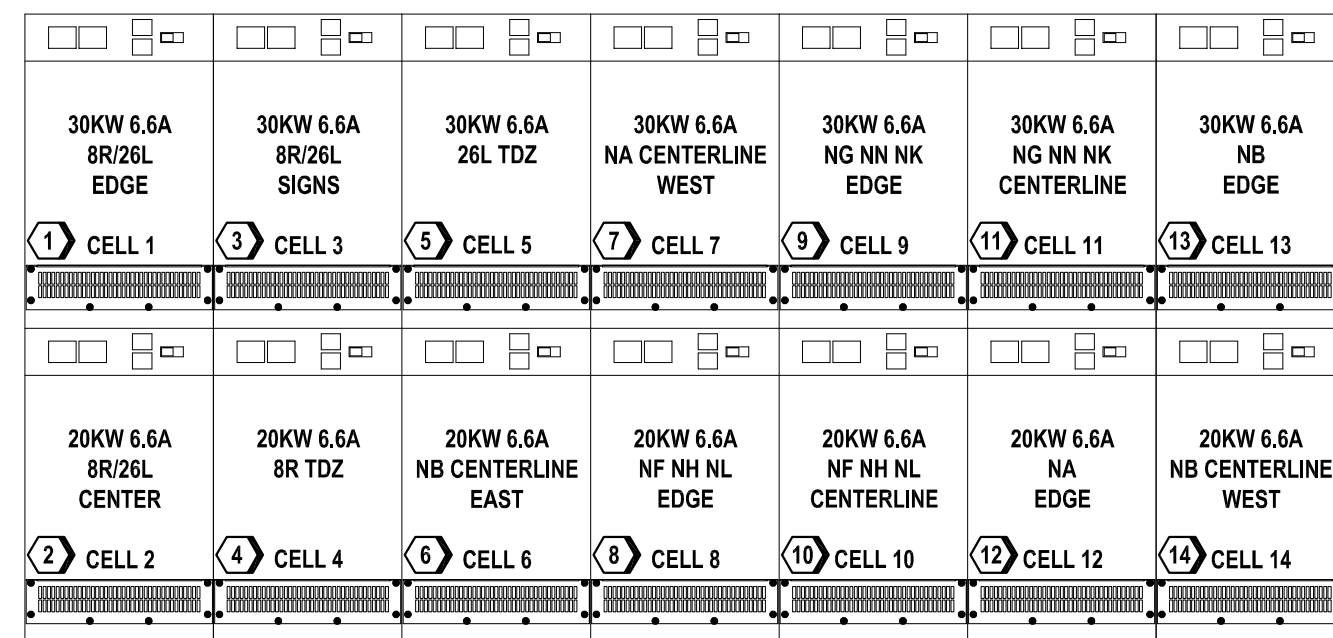 30KW 6.6A
8R/26L
EDGE
1 CELL 1
30KW 6.6A
8R/26L
SIGNS
3 CELL 3
30KW 6.6A
26L TDZ
5 CELL 5
30KW 6.6A
NA CENTERLINE
WEST
7 CELL 7
30KW 6.6A
NG NN NK
EDGE
9 CELL 9
30KW 6.6A
NG NN NK
CENTERLINE
11 CELL 11
30KW 6.6A
NB
EDGE
13 CELL 13
20KW 6.6A
8R/26L
CENTER
2 CELL 2
20KW 6.6A
8R TDZ
4 CELL 4
20KW 6.6A
NB CENTERLINE
EAST
6 CELL 6
20KW 6.6A
NF NH NL
EDGE
8 CELL 8
20KW 6.6A
NF NH NL
CENTERLINE
10 CELL 10
20KW 6.6A
NA
EDGE
12 CELL 12
20KW 6.6A
NB CENTERLINE
WEST
14 CELL 14